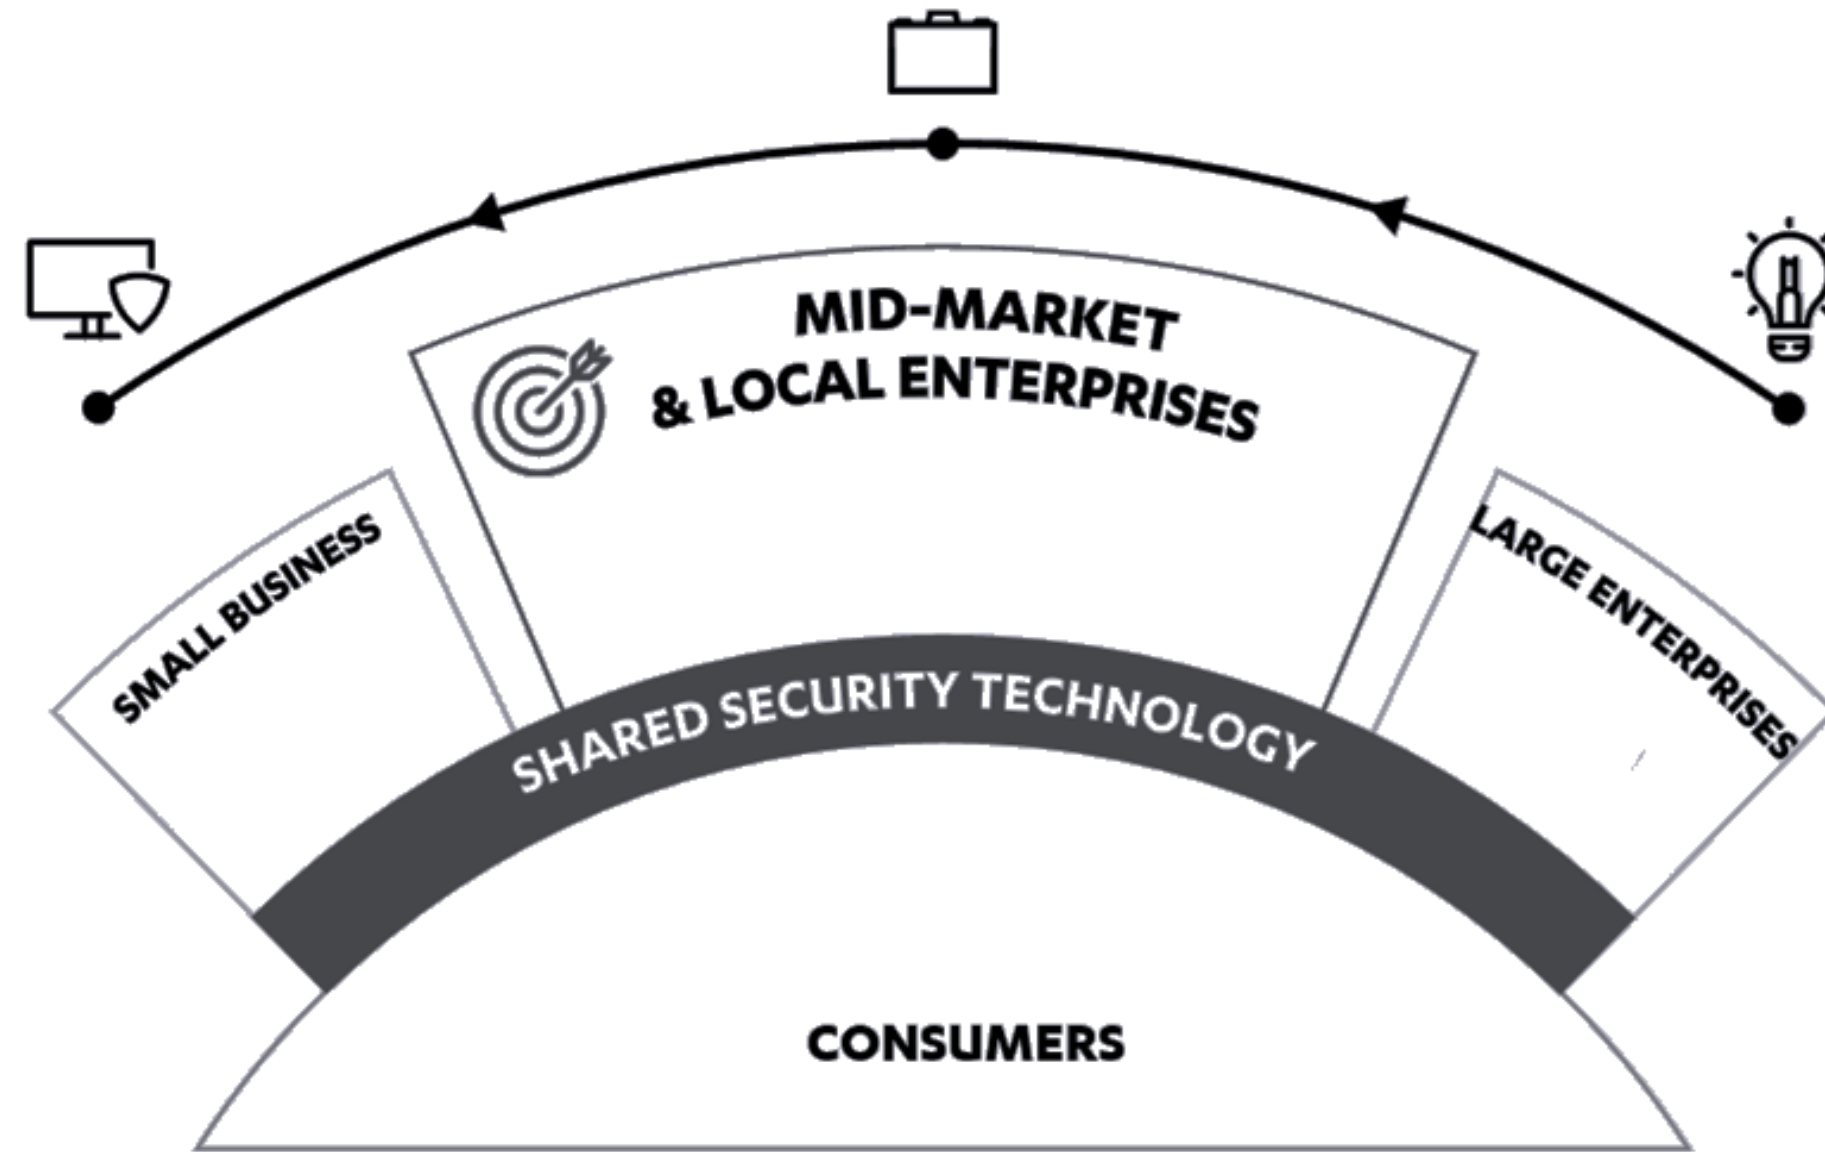 MID-MARKET
& LOCAL ENTERPRISES
SMALL BUSINESS
LARGE ENTERPRISES
SHARED SECURITY TECHNOLOGY
CONSUMERS